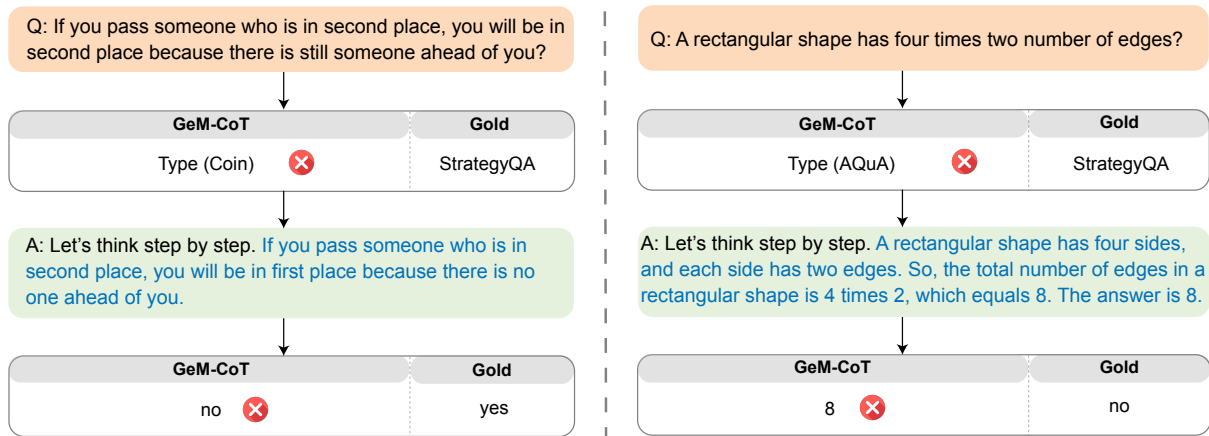 Q: If you pass someone who is in second place, you will be in
second place because there is still someone ahead of you?
GeM-CoT Gold
Type (Coin) StrategyQA
A: Let's think step by step. If you pass someone who is in
second place, you will be in first place because there is no
one ahead of you.
GeM-CoT Gold
no yes
Q: A rectangular shape has four times two number of edges?
GeM-CoT Gold
Type (AQuA) StrategyQA
A: Let's think step by step. A rectangular shape has four sides,
and each side has two edges. So, the total number of edges in a
rectangular shape is 4 times 2, which equals 8. The answer is 8.
GeM-CoT Gold
8 no